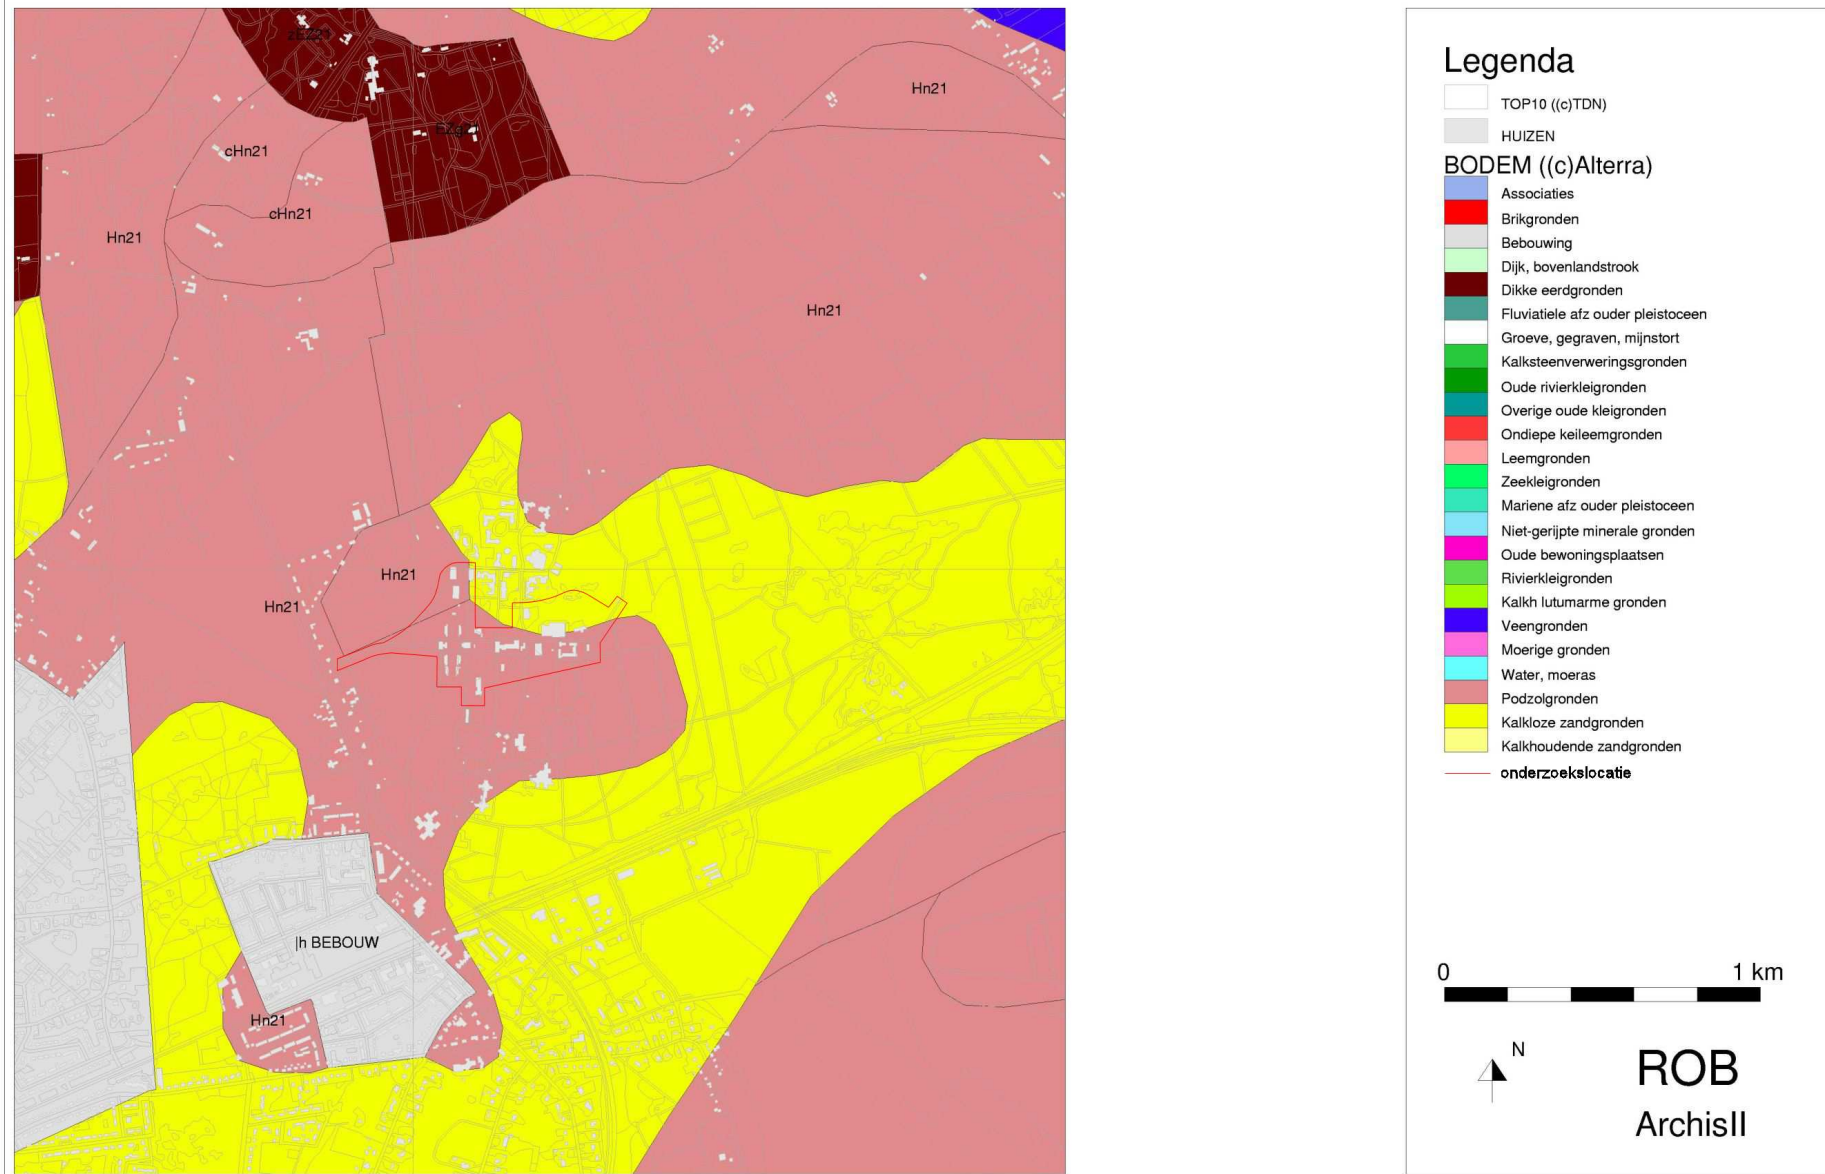 zEZ21
EZg21
Hn21
cHn21
cHn21
Hn21
Hn21
Hn21
Hn21
|h BEBOUW
Hn21
Legenda
TOP10 ((c)TDN)
HUIZEN
BODEM ((c)Alterra)
Associaties
Brikgronden
Bebouwing
Dijk, bovenlandstrook
Dikke eerdgronden
Fluviatiele afz ouder pleistoceen
Groeve, gegraven, mijnstort
Kalksteenverweringsgronden
Oude rivierkleigronden
Overige oude kleigronden
Ondiepe keileemgronden
Leemgronden
Zeekleigronden
Mariene afz ouder pleistoceen
Niet-gerijpte minerale gronden
Oude bewoningsplaatsen
Rivierkleigronden
Kalkh lutumarme gronden
Veengronden
Moerige gronden
Water, moeras
Podzolgronden
Kalkloze zandgronden
Kalkhoudende zandgronden
onderzoekslocatie
0 1 km
N
ROB
ArchisII